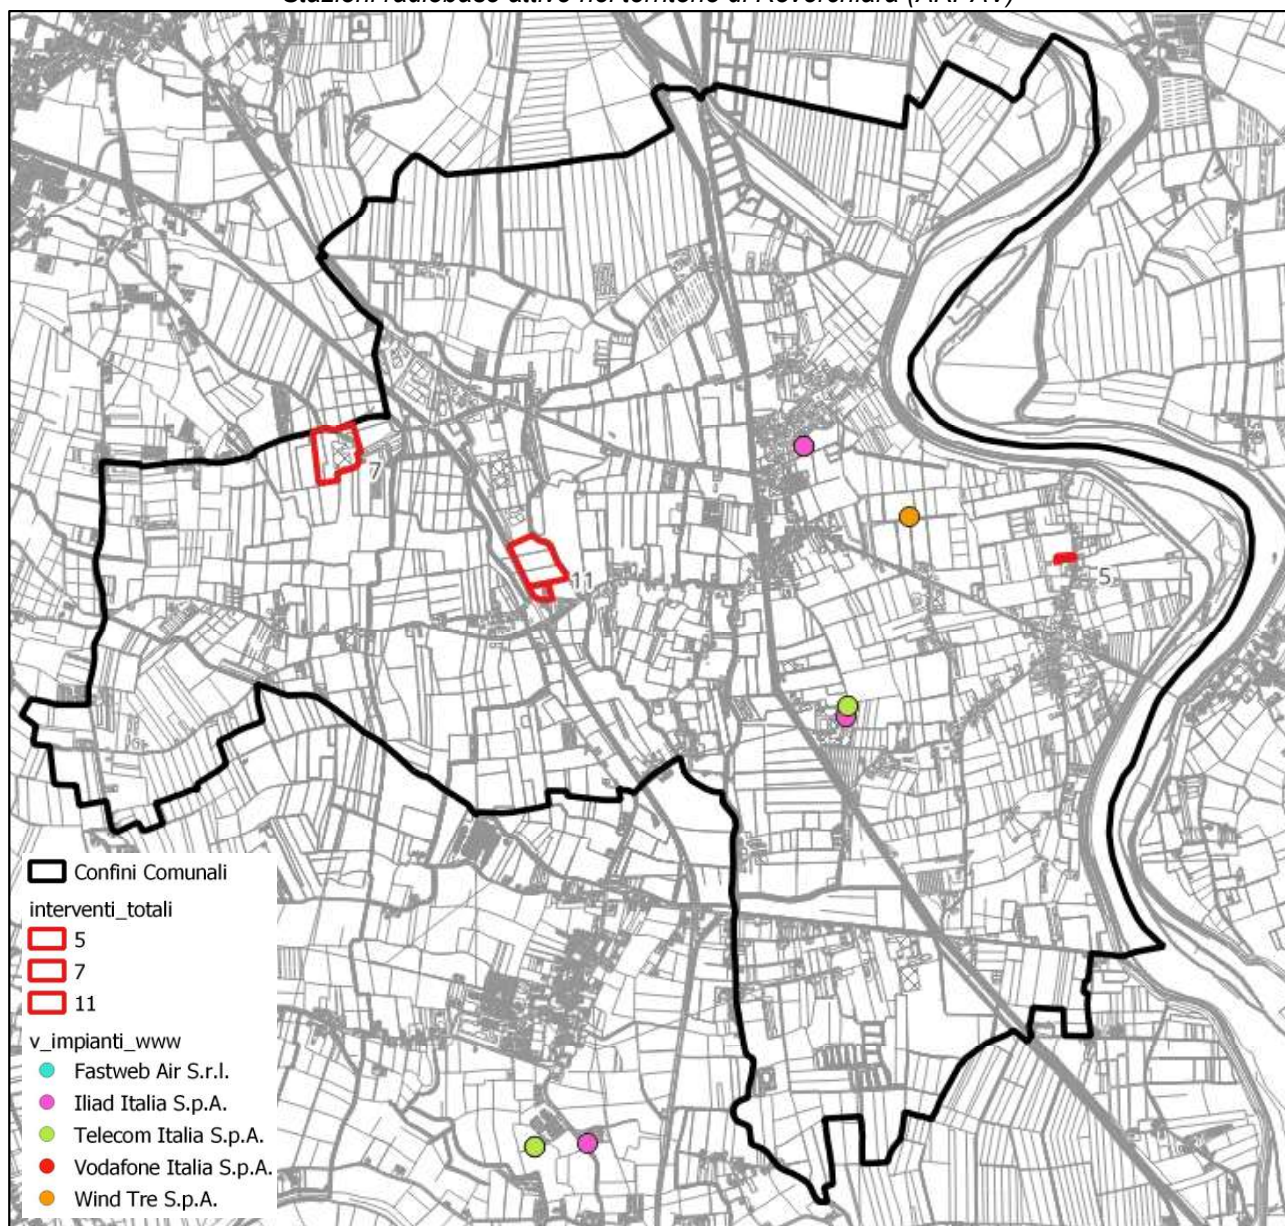 Stazioni radiobase attive nel territorio di Roverchiara (ARPAV)
7
11
5
Confini Comunali
interventi_totali
5
7
11
v_impianti_www
Fastweb Air S.r.l.
Iliad Italia S.p.A.
Telecom Italia S.p.A.
Vodafone Italia S.p.A.
Wind Tre S.p.A.